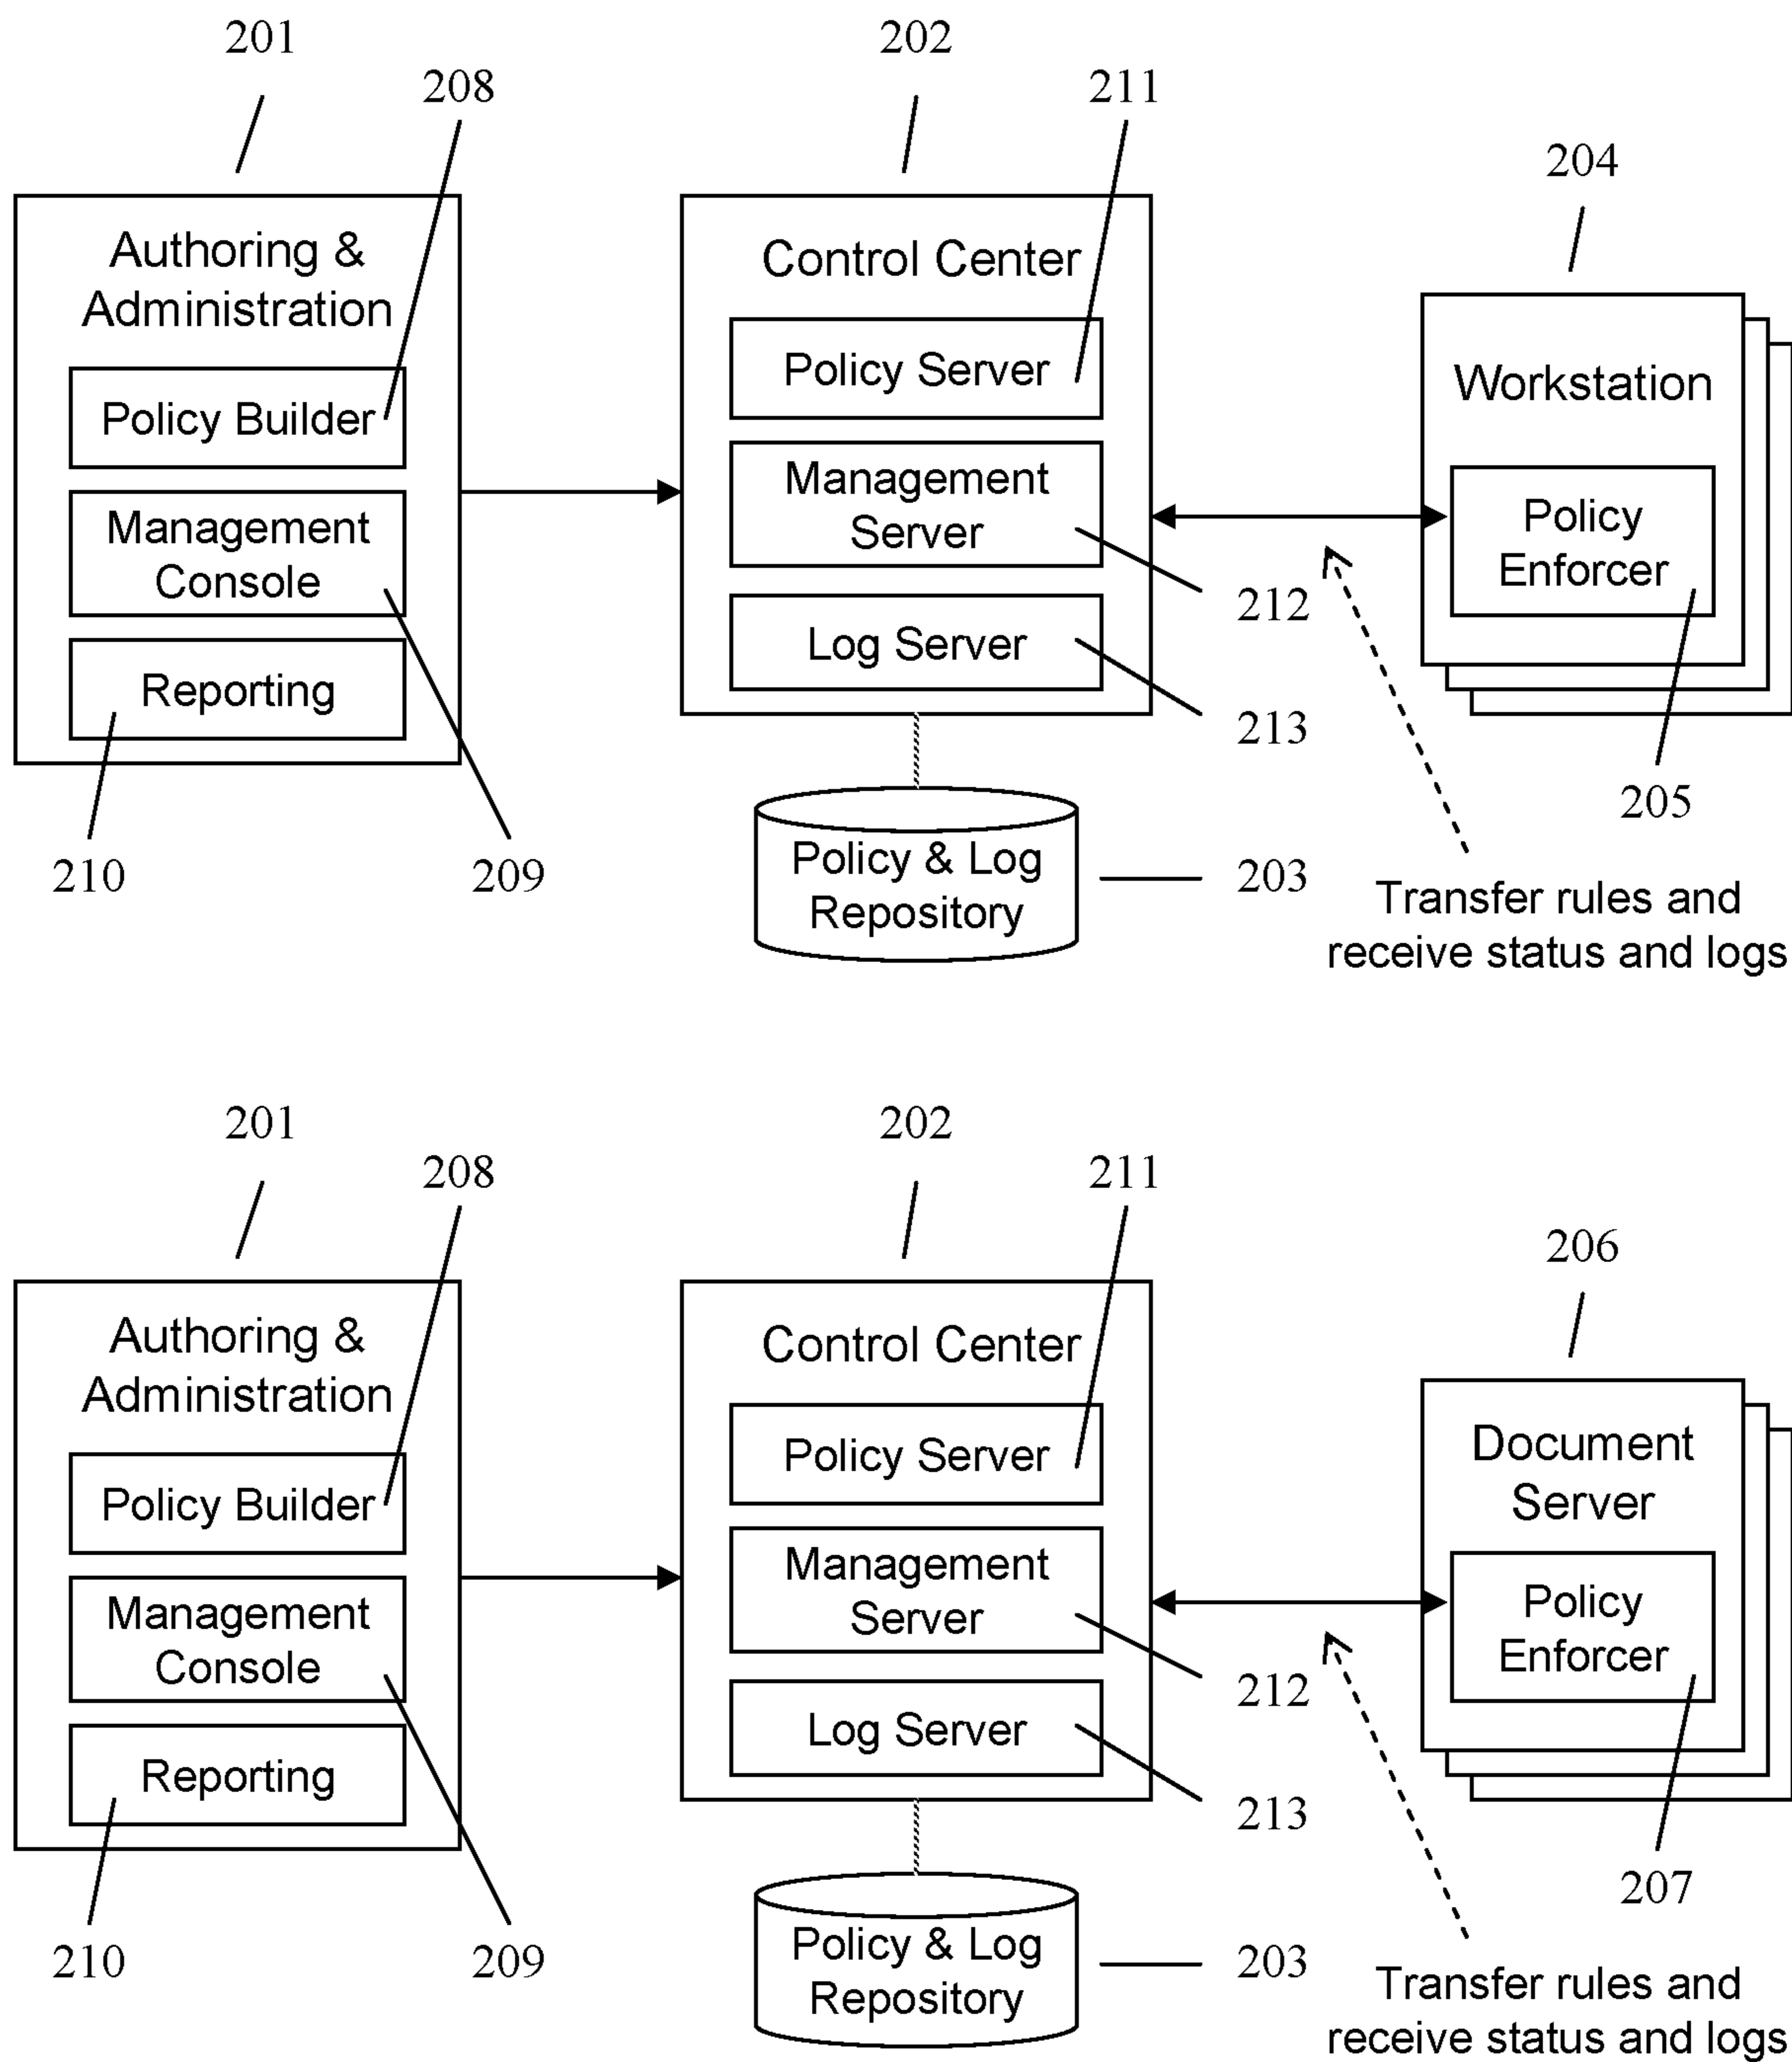 201
202
208
211
204
Authoring &
Administration
Control Center
Policy Server
Workstation
Policy Builder
Management
Server
Management
Console
Policy
Enforcer
212
Log Server
Reporting
213
205
210
209
Policy & Log
Repository
203
Transfer rules and
receive status and logs
201
202
208
211
206
Authoring &
Administration
Control Center
Policy Server
Document
Server
Policy Builder
Management
Server
Management
Console
Policy
Enforcer
212
Log Server
Reporting
213
207
210
209
Policy & Log
Repository
203
Transfer rules and
receive status and logs